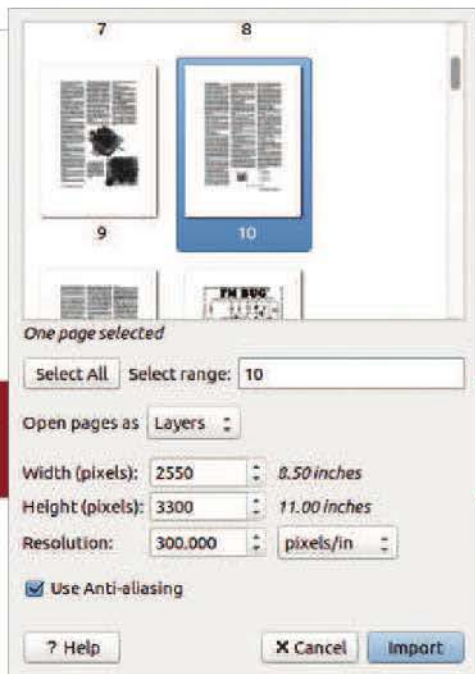 7 8
9 10
FM BUG
One page selected
Select All Select range: 10
Open pages as Layers
Width (pixels): 2550 8.50 inches
Height (pixels): 3300 11.00 inches
Resolution: 300.000 pixels/in
Use Anti-aliasing
? Help X Cancel Import